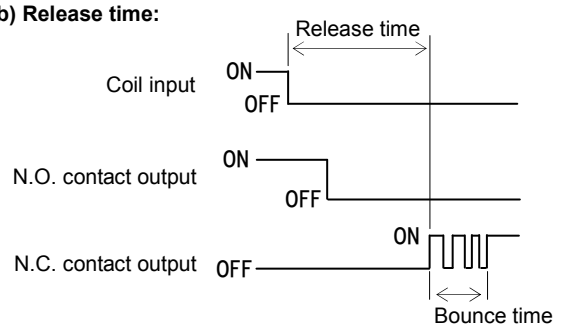 b) Release time:
Release time
Coil input
ON
OFF
N.O. contact output
ON
OFF
N.C. contact output
OFF
ON
Bounce time